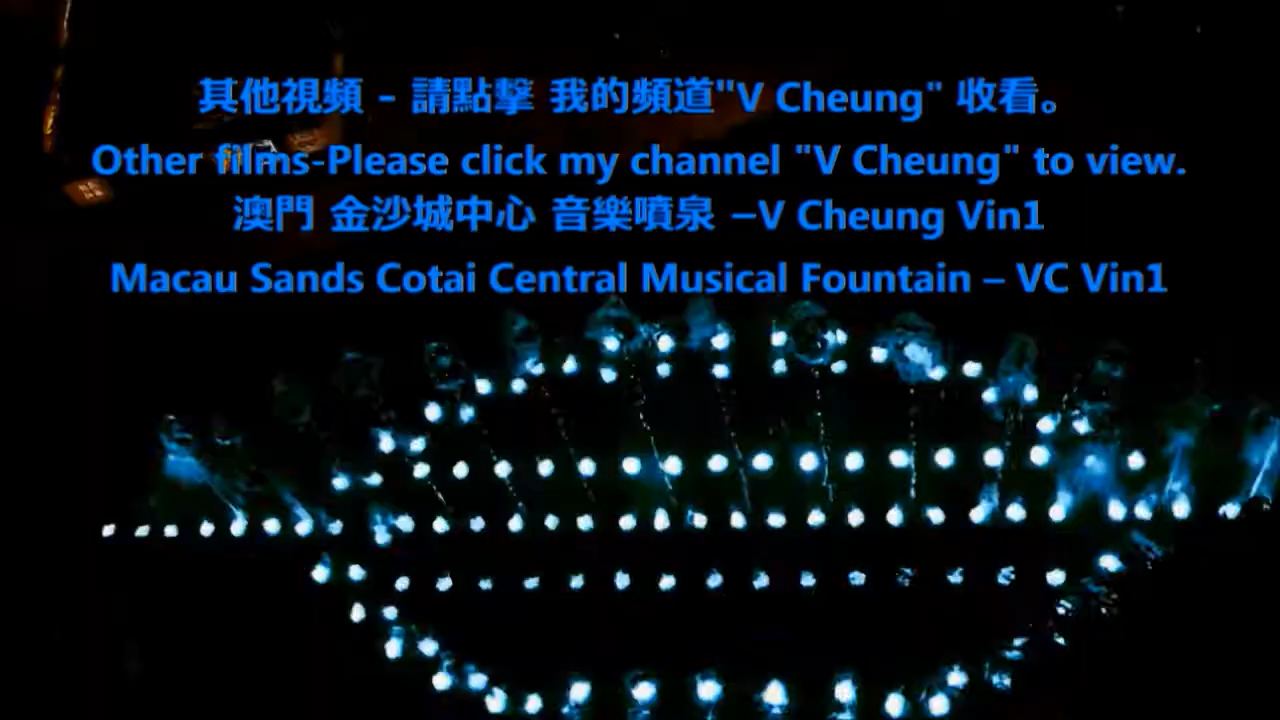 其他視頻 - 請點擊 我的頻道"V Cheung" 收看。
Other films-Please click my channel "V Cheung" to view.
澳門 金沙城中心 音樂噴泉 –V Cheung Vin1
Macau Sands Cotai Central Musical Fountain – VC Vin1